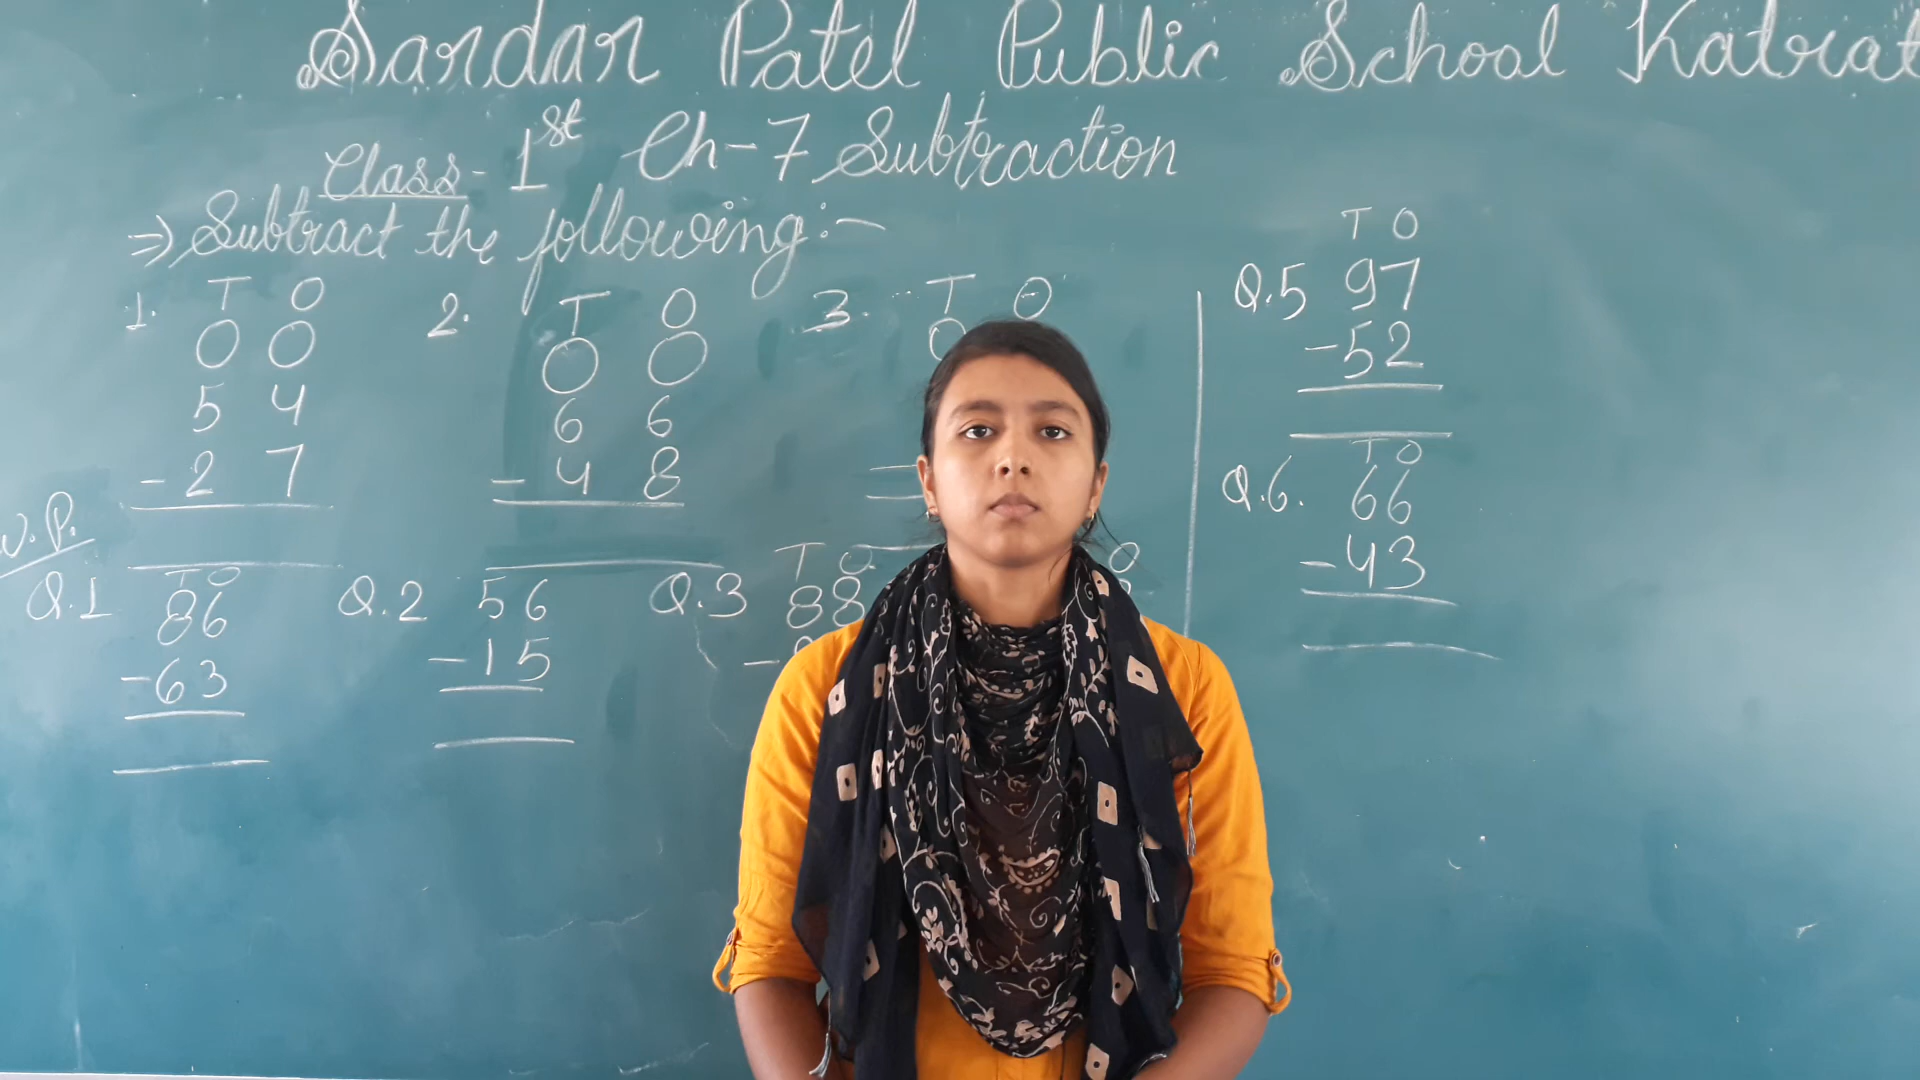 Sardar Patel Public School Katrat
Class- 1st Ch-7 Subtraction
⇒ Subtract the following:-
1. T O
5 4
- 2 7
2. T O
6 6
- 4 8
3. T O
W.P.
Q.1 T O
86
-63
Q.2 56
-15
Q.3 T O
88
-
O
Q.5 T O
97
-52
Q.6. T O
66
-43